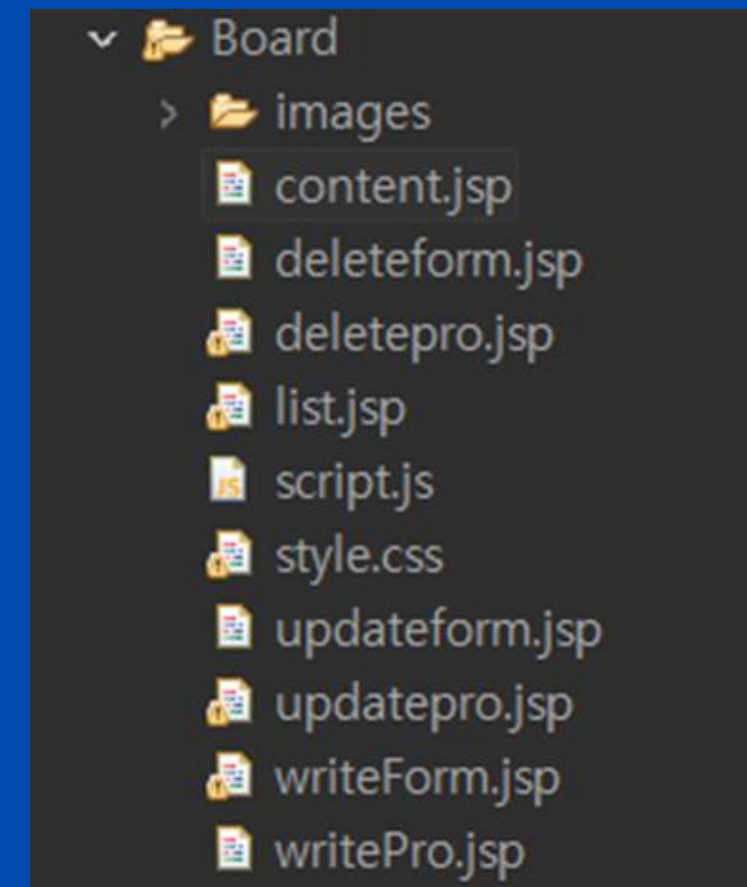 Board
images
content.jsp
deleteform.jsp
deletepro.jsp
list.jsp
script.js
style.css
updateform.jsp
updatepro.jsp
writeForm.jsp
writePro.jsp